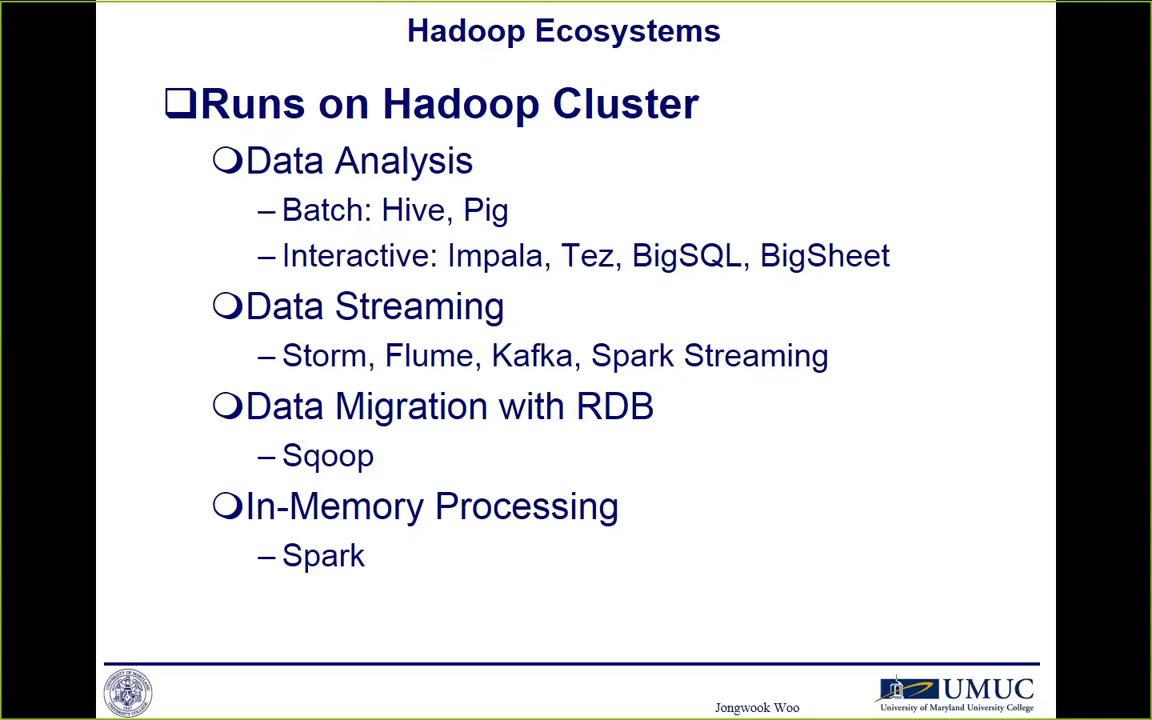 Hadoop Ecosystems
Runs on Hadoop Cluster
Data Analysis
– Batch: Hive, Pig
– Interactive: Impala, Tez, BigSQL, BigSheet
Data Streaming
– Storm, Flume, Kafka, Spark Streaming
Data Migration with RDB
– Sqoop
In-Memory Processing
– Spark
Jongwook Woo
UMUC
University of Maryland University College